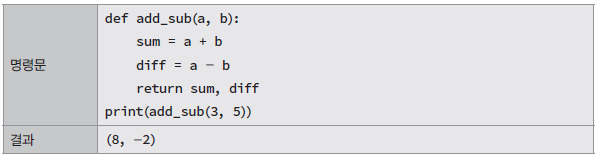 명령문
def add_sub(a, b):
    sum = a + b
    diff = a − b
    return sum, diff
print(add_sub(3, 5))
결과
(8, −2)